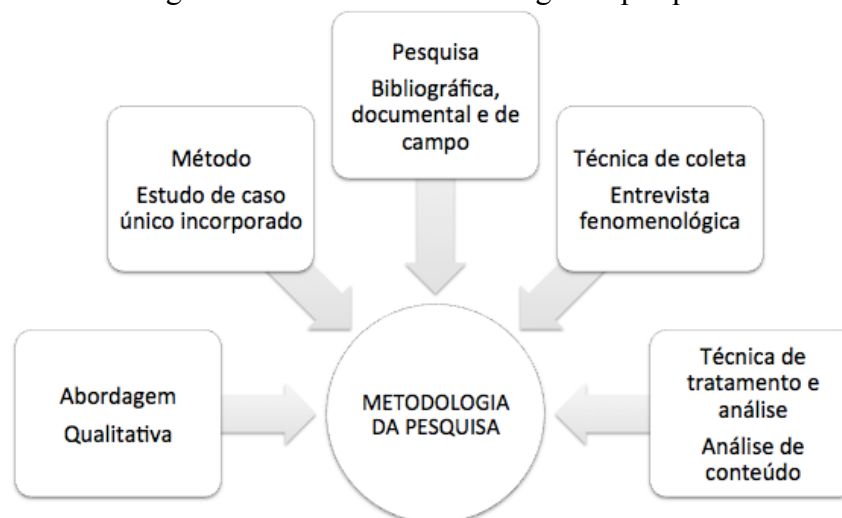 Pesquisa
Bibliográfica,
documental e de
campo
Método
Estudo de caso
único incorporado
Técnica de coleta
Entrevista
fenomenológica
Abordagem
Qualitativa
METODOLOGIA
DA PESQUISA
Técnica de
tratamento e
análise
Análise de
conteúdo